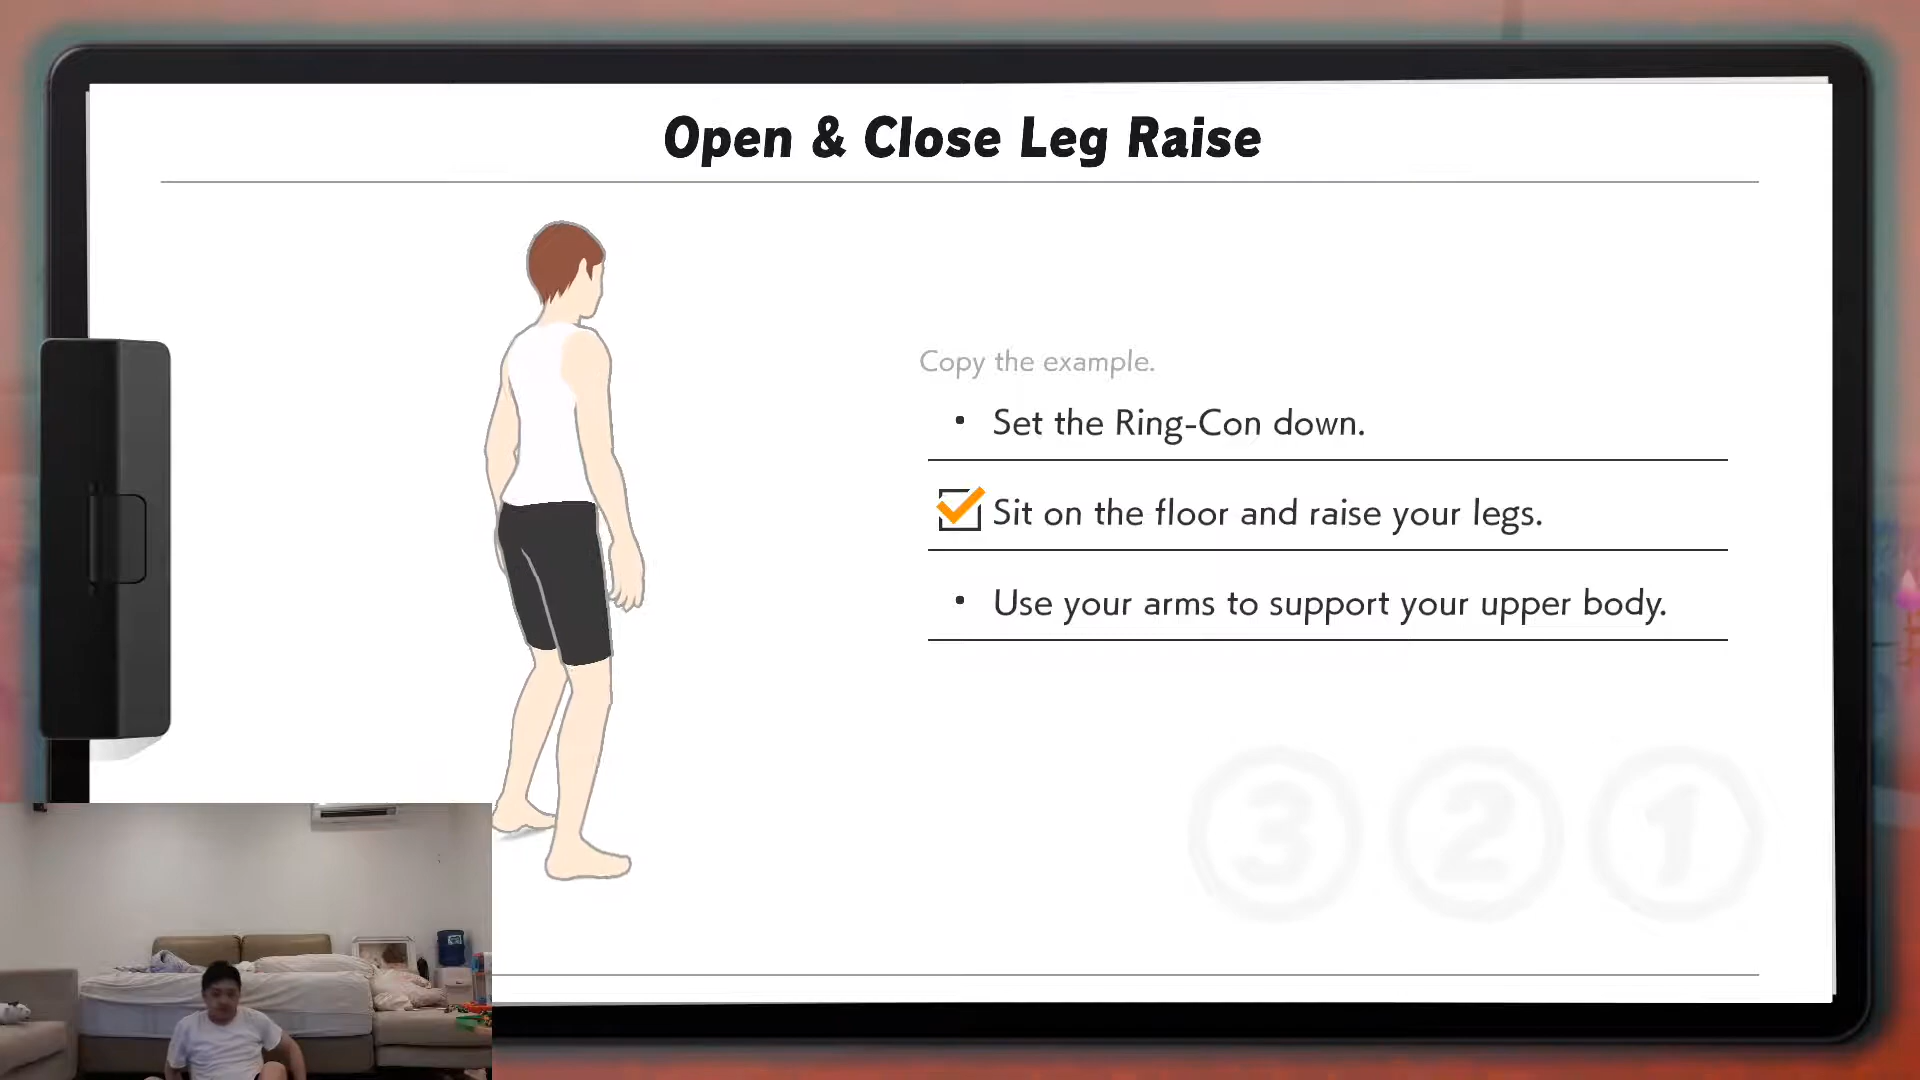 Open & Close Leg Raise
Copy the example.
• Set the Ring-Con down.
Sit on the floor and raise your legs.
• Use your arms to support your upper body.
3 2 1